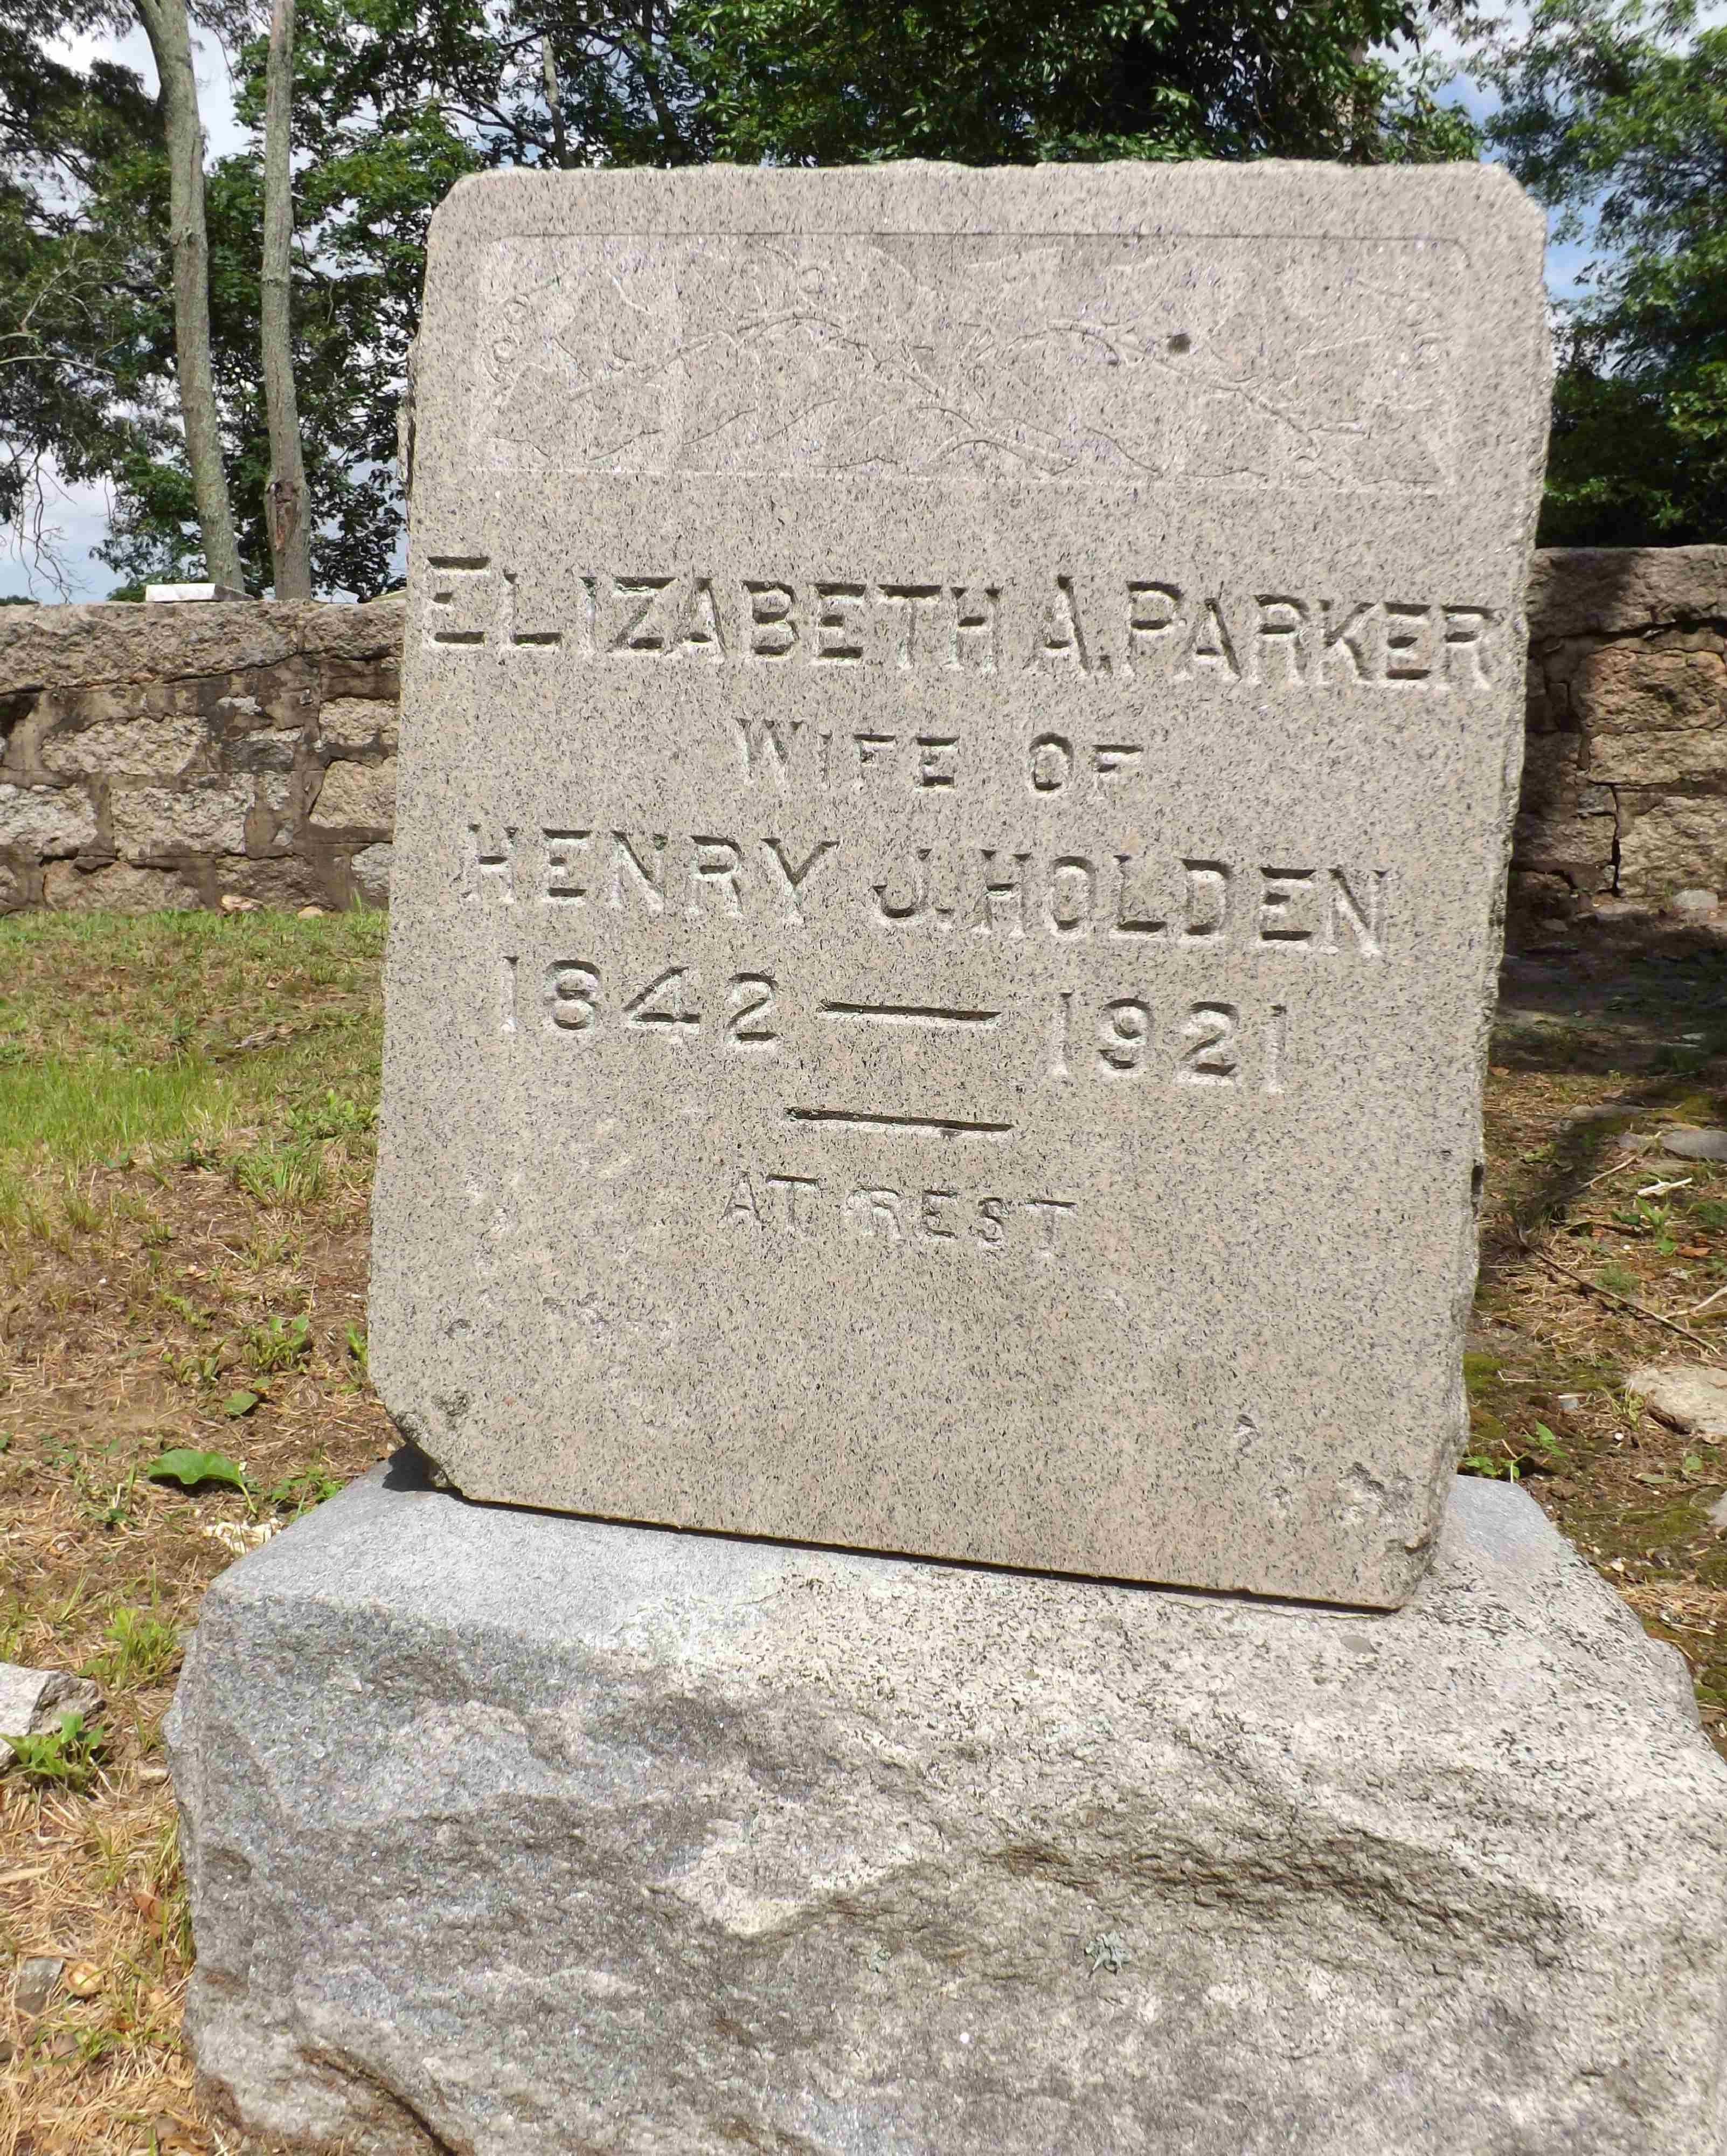 ELIZABETH A. PARKER
WIFE OF
HENRY J. HOLDEN
1842 — 1921
AT REST